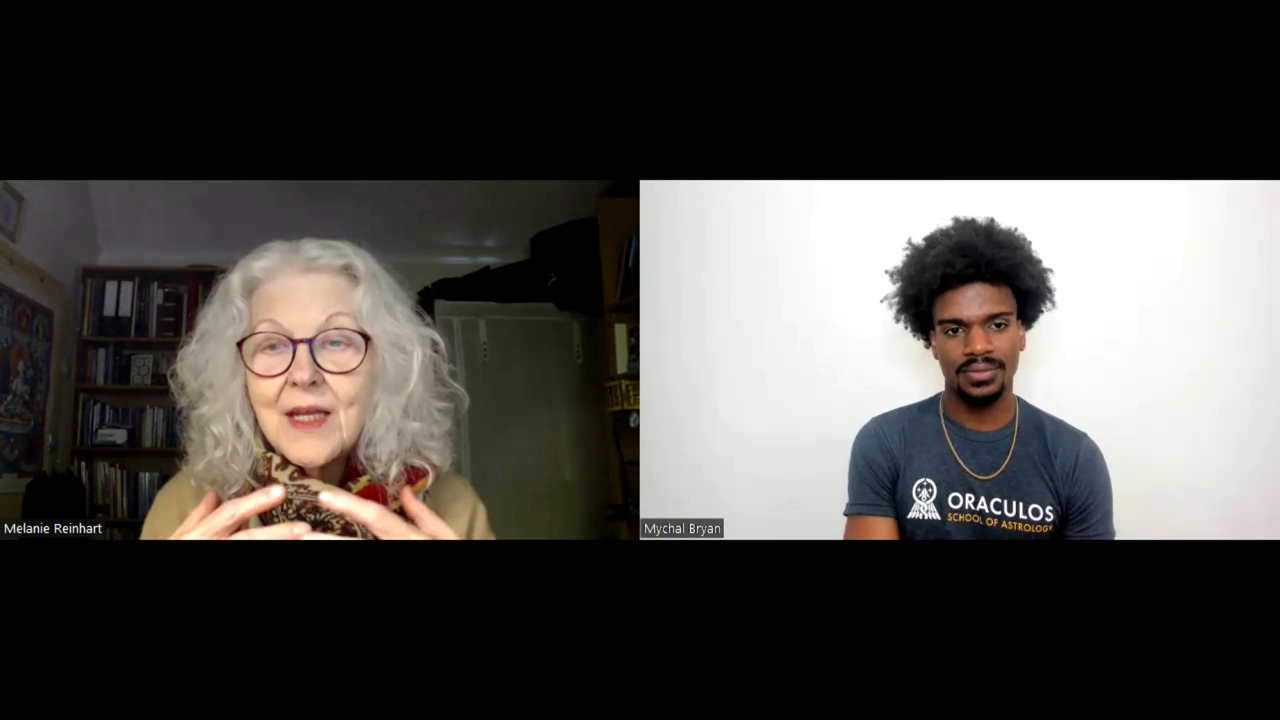 Melanie Reinhart
Mychal Bryan
ORACULOS
SCHOOL OF ASTROLOGY